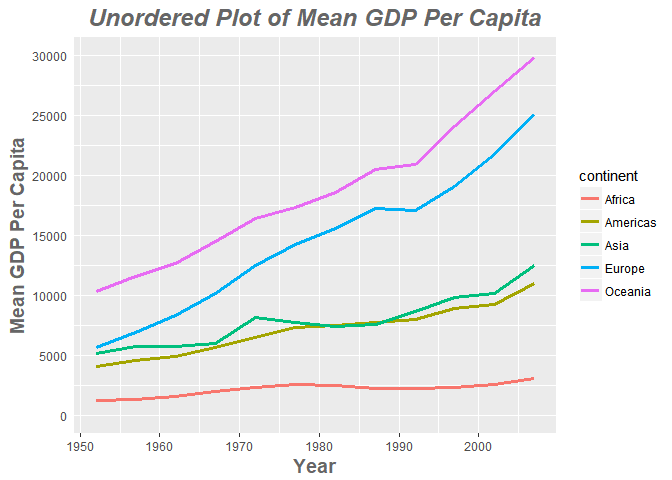 Unordered Plot of Mean GDP Per Capita
Mean GDP Per Capita
30000
25000
20000
15000
10000
5000
0
1950
1960
1970
1980
1990
2000
Year
continent
Africa
Americas
Asia
Europe
Oceania